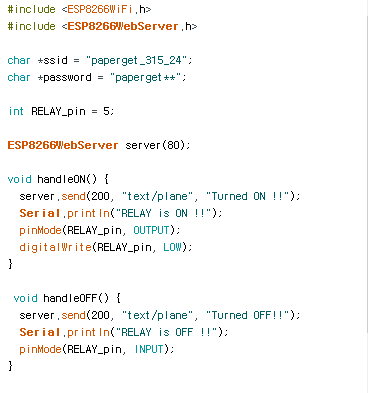 #include <ESP8266WiFi.h>
#include <ESP8266WebServer.h>
char *ssid = "paperget_315_24";
char *password = "paperget**";
int RELAY_pin = 5;
ESP8266WebServer server(80);
void handleON() {
server.send(200, "text/plane", "Turned ON !!");
Serial.println("RELAY is ON !!");
pinMode(RELAY_pin, OUTPUT);
digitalWrite(RELAY_pin, LOW);
}
void handleOFF() {
server.send(200, "text/plane", "Turned OFF!!");
Serial.println("RELAY is OFF !!");
pinMode(RELAY_pin, INPUT);
}